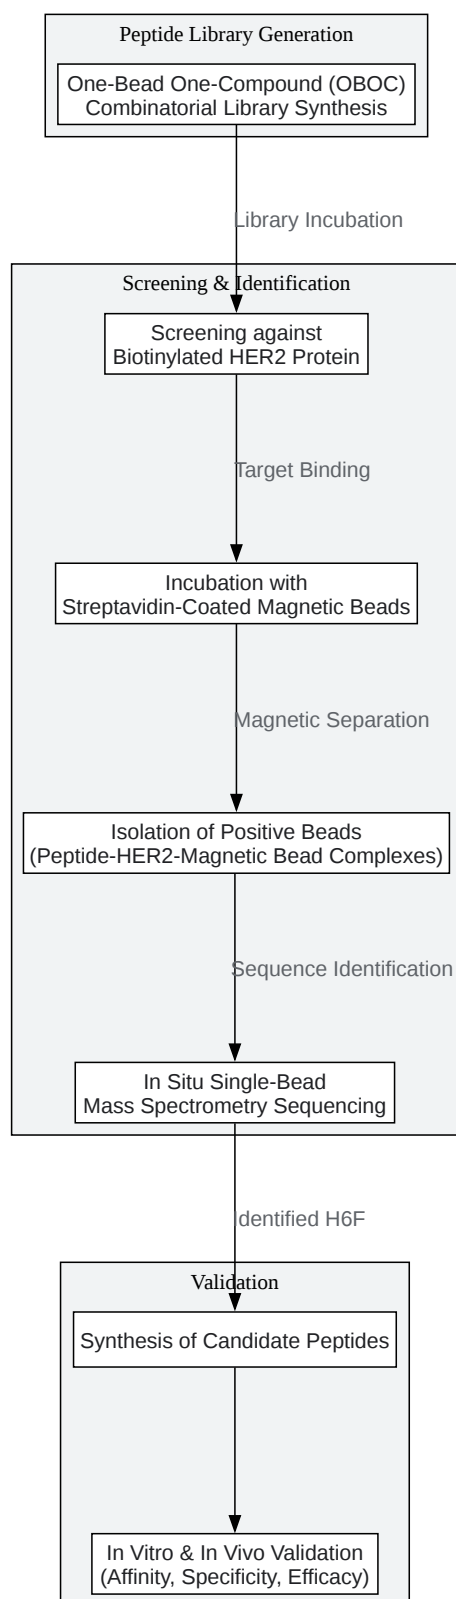 Peptide Library Generation
One-Bead One-Compound (OBOC)
Combinatorial Library Synthesis
Library Incubation
Screening & Identification
Screening against
Biotinylated HER2 Protein
Target Binding
Incubation with
Streptavidin-Coated Magnetic Beads
Magnetic Separation
Isolation of Positive Beads
(Peptide-HER2-Magnetic Bead Complexes)
Sequence Identification
In Situ Single-Bead
Mass Spectrometry Sequencing
Identified H6F
Validation
Synthesis of Candidate Peptides
In Vitro & In Vivo Validation
(Affinity, Specificity, Efficacy)